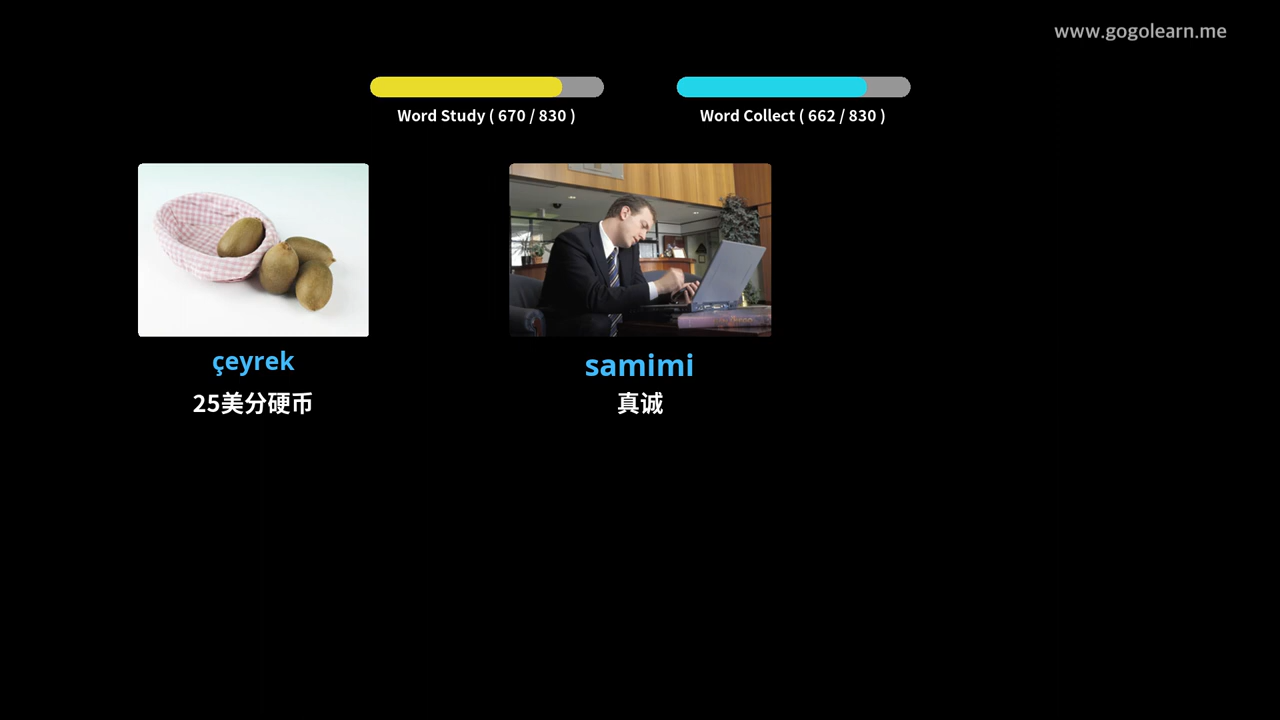 www.gogolearn.me
Word Study ( 670 / 830 )
Word Collect ( 662 / 830 )
çeyrek
25美分硬币
samimi
真诚